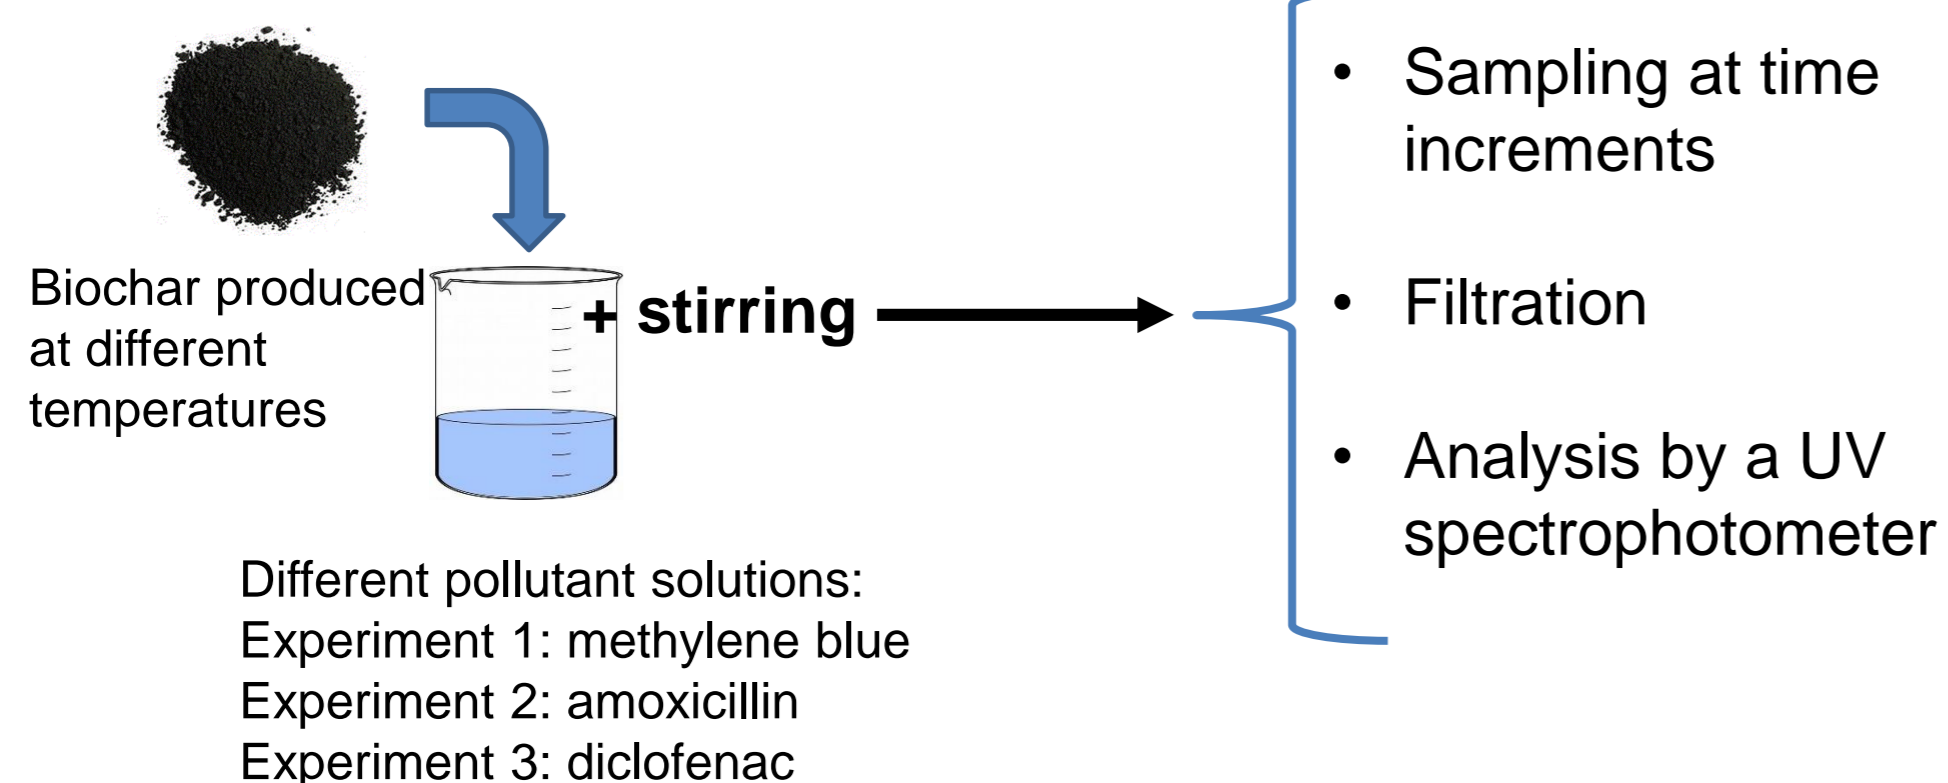 Biochar produced
at different
temperatures
+ stirring
Different pollutant solutions:
Experiment 1: methylene blue
Experiment 2: amoxicillin
Experiment 3: diclofenac
• Sampling at time
increments
• Filtration
• Analysis by a UV
spectrophotometer